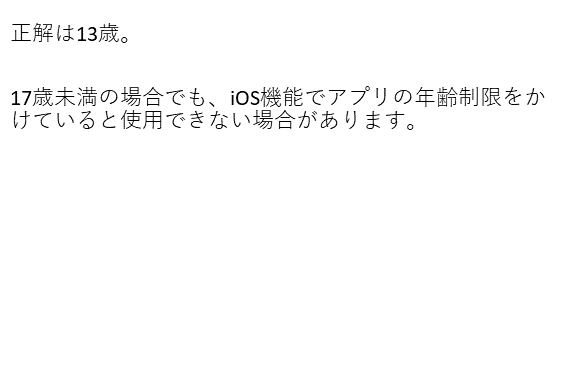 正解は13歳。
17歳未満の場合でも、iOS機能でアプリの年齢制限をか
けていると使用できない場合があります。